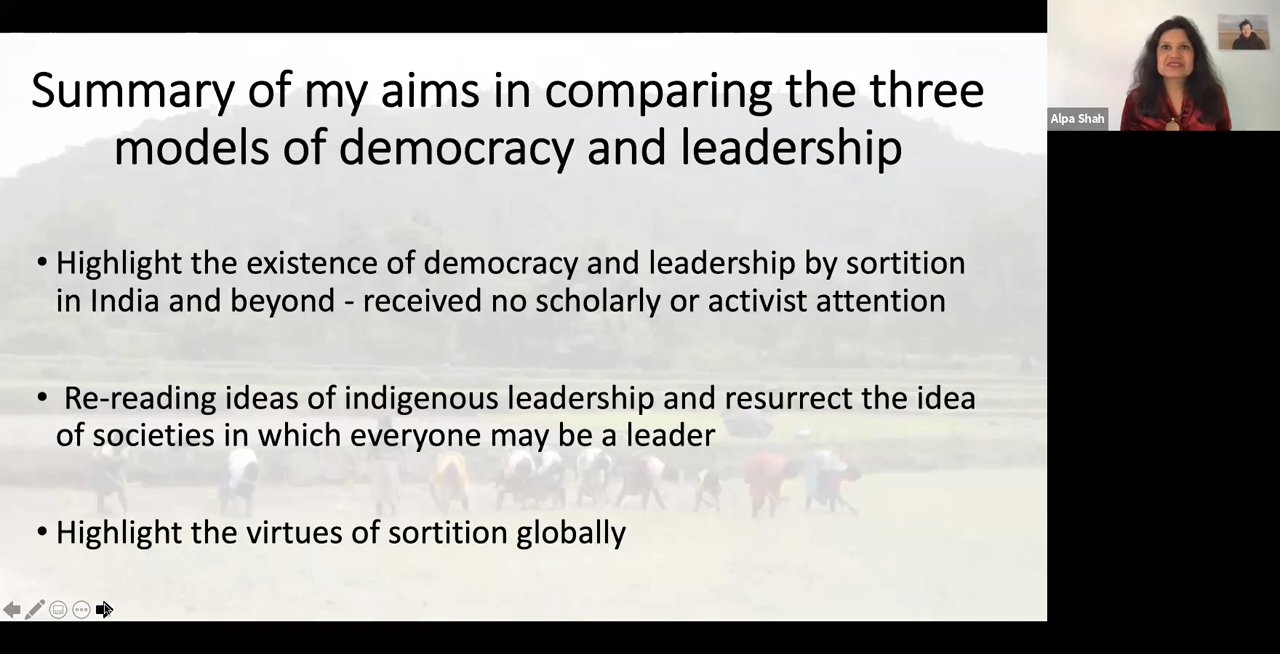 Summary of my aims in comparing the three
models of democracy and leadership
• Highlight the existence of democracy and leadership by sortition
in India and beyond - received no scholarly or activist attention
• Re-reading ideas of indigenous leadership and resurrect the idea
of societies in which everyone may be a leader
• Highlight the virtues of sortition globally
Alpa Shah